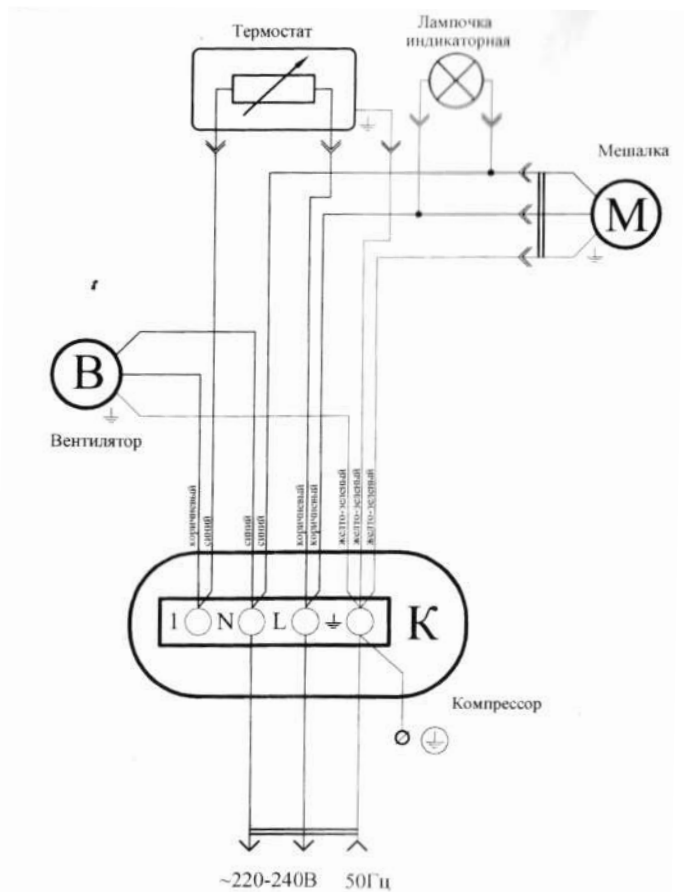 Термостат
Лампочка
индикаторная
Мешалка
М
t
В
Вентилятор
коричневый
синий
синий
синий
коричневый
коричневый
желто-зеленый
желто-зеленый
желто-зеленый
1 N L
К
Компрессор
~220-240В 50Гц